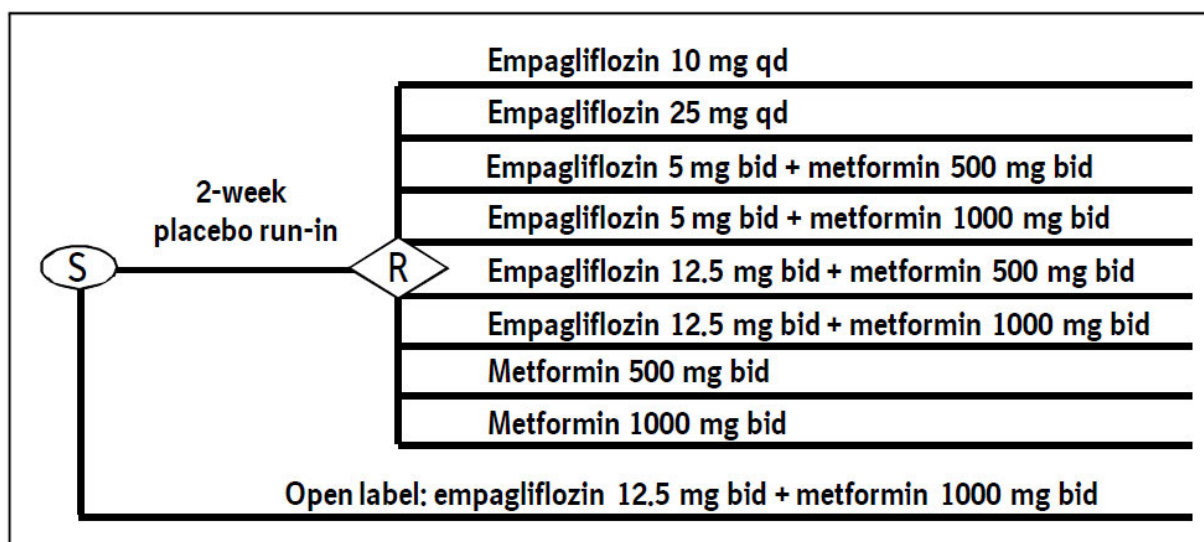 Empagliflozin 10 mg qd
Empagliflozin 25 mg qd
Empagliflozin 5 mg bid + metformin 500 mg bid
2-week
placebo run-in
Empagliflozin 5 mg bid + metformin 1000 mg bid
S
R
Empagliflozin 12.5 mg bid + metformin 500 mg bid
Empagliflozin 12.5 mg bid + metformin 1000 mg bid
Metformin 500 mg bid
Metformin 1000 mg bid
Open label: empagliflozin 12.5 mg bid + metformin 1000 mg bid